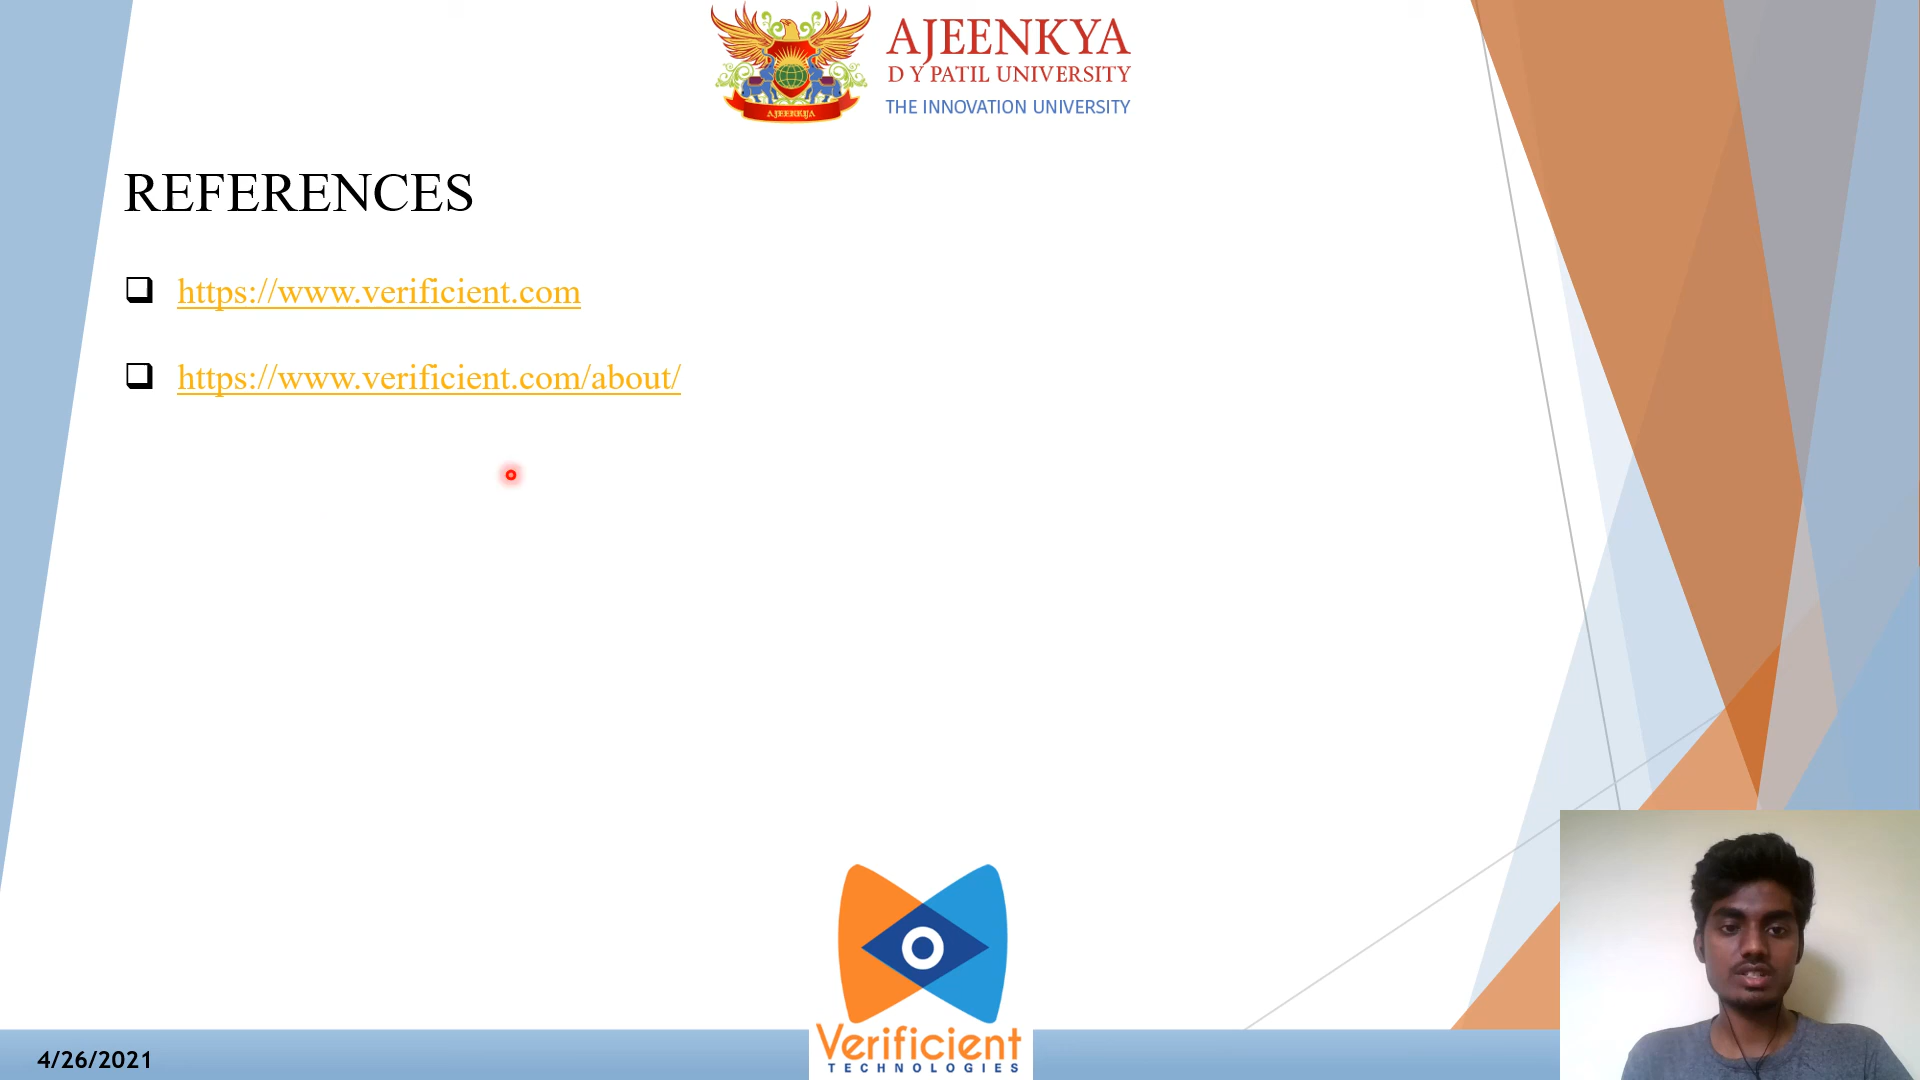 AJEENKYA
D Y PATIL UNIVERSITY
THE INNOVATION UNIVERSITY
AJEENKYA
REFERENCES
https://www.verificient.com
https://www.verificient.com/about/
Verificient
TECHNOLOGIES
4/26/2021